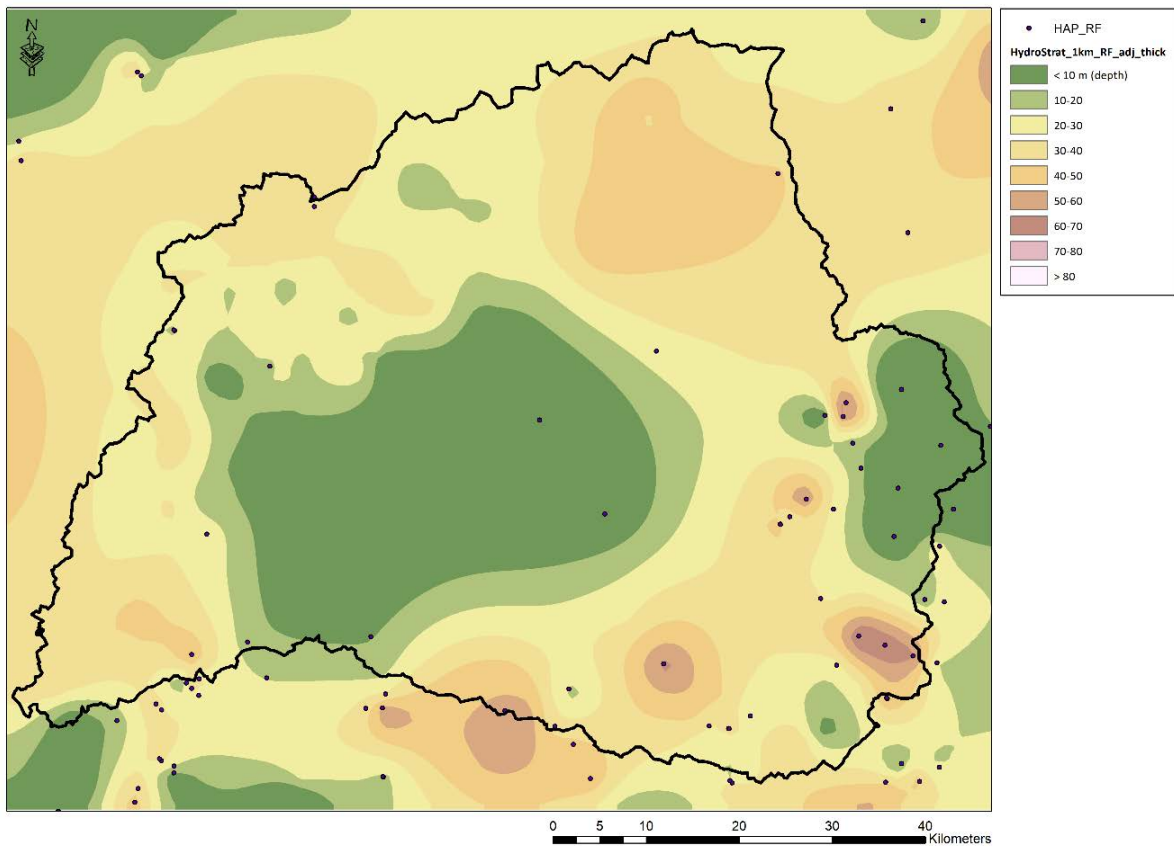 N
HAP_RF
HydroStrat_1km_RF_adj_thick
< 10 m (depth)
10-20
20-30
30-40
40-50
50-60
60-70
70-80
> 80
0 5 10 20 30 40
Kilometers